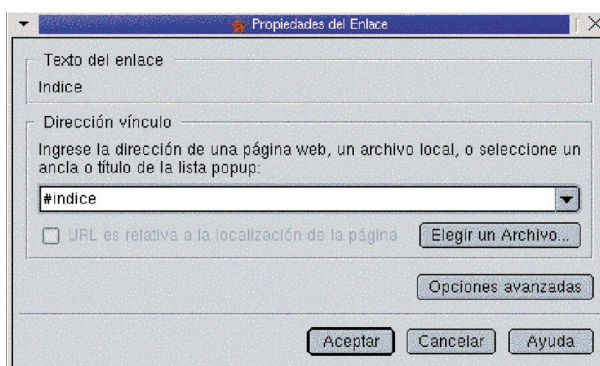 Propiedades del Enlace
Texto del enlace
Indice
Dirección vínculo
Ingrese la dirección de una página web, un archivo local, o seleccione un
ancla o título de la lista popup:
#indice
URL es relativa a la localización de la página
Elegir un Archivo...
Opciones avanzadas
Aceptar
Cancelar
Ayuda